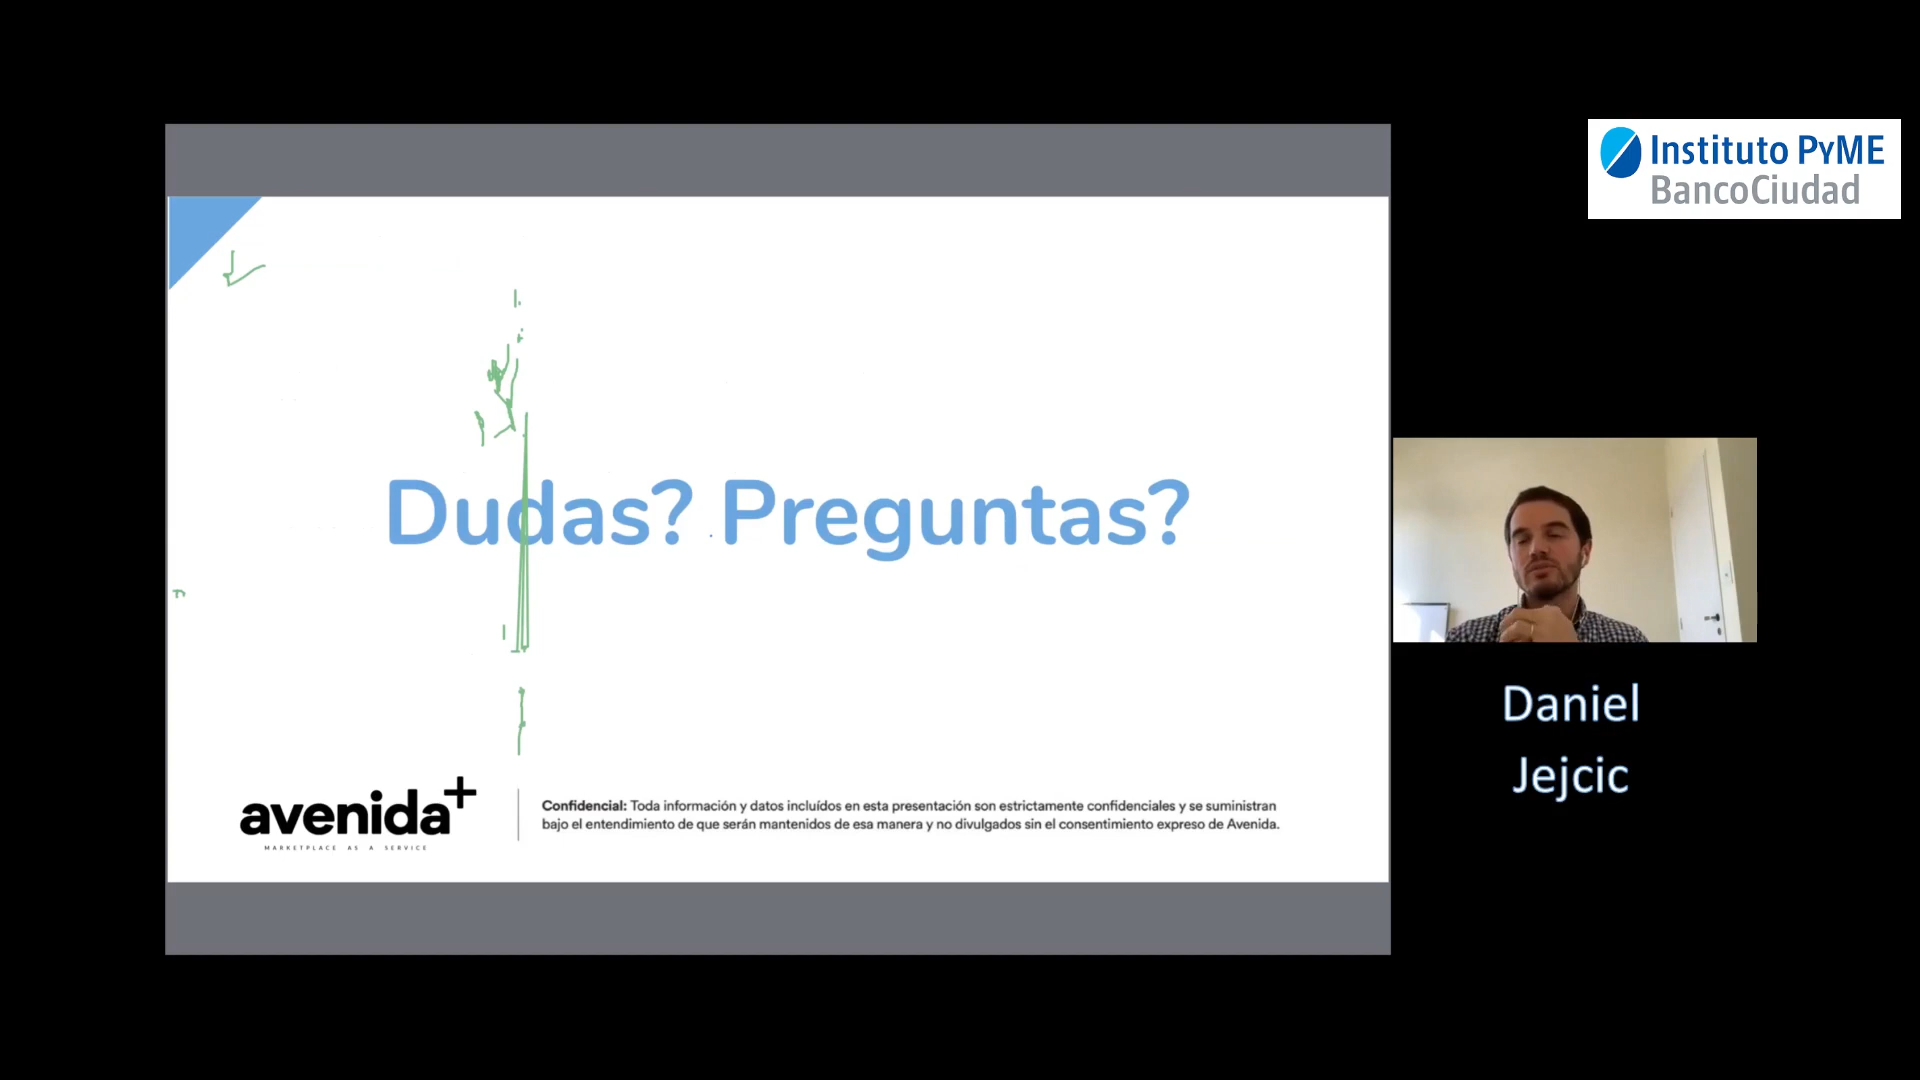 Instituto PyME
BancoCiudad
Dudas? Preguntas?
Daniel
Jejcic
avenida+
MARKETPLACE AS A SERVICE
Confidencial: Toda información y datos incluídos en esta presentación son estrictamente confidenciales y se suministran
bajo el entendimiento de que serán mantenidos de esa manera y no divulgados sin el consentimiento expreso de Avenida.